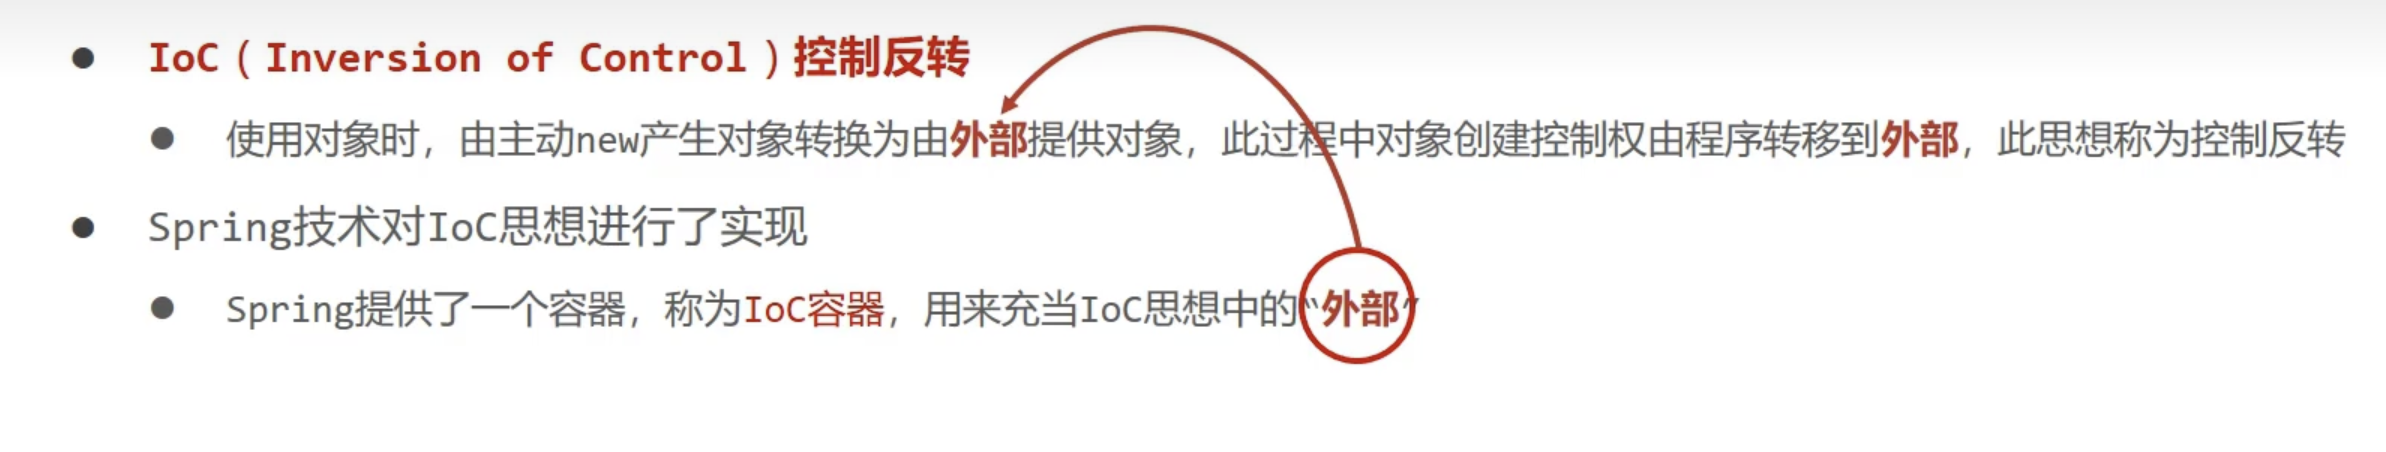 IoC（Inversion of Control）控制反转
使用对象时，由主动new产生对象转换为由外部提供对象，此过程中对象创建控制权由程序转移到外部，此思想称为控制反转
Spring技术对IoC思想进行了实现
Spring提供了一个容器，称为IoC容器，用来充当IoC思想中的“外部”